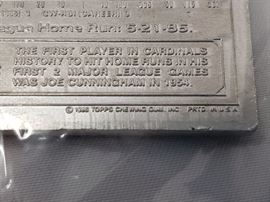 League Home Run: 5-21-85.
THE FIRST PLAYER IN CARDINALS
HISTORY TO HIT HOME RUNS IN HIS
FIRST 2 MAJOR LEAGUE GAMES
WAS JOE CUNNINGHAM IN 1954.
TOPPS CHEWING GUM, INC. PRTD. IN U.S.A.